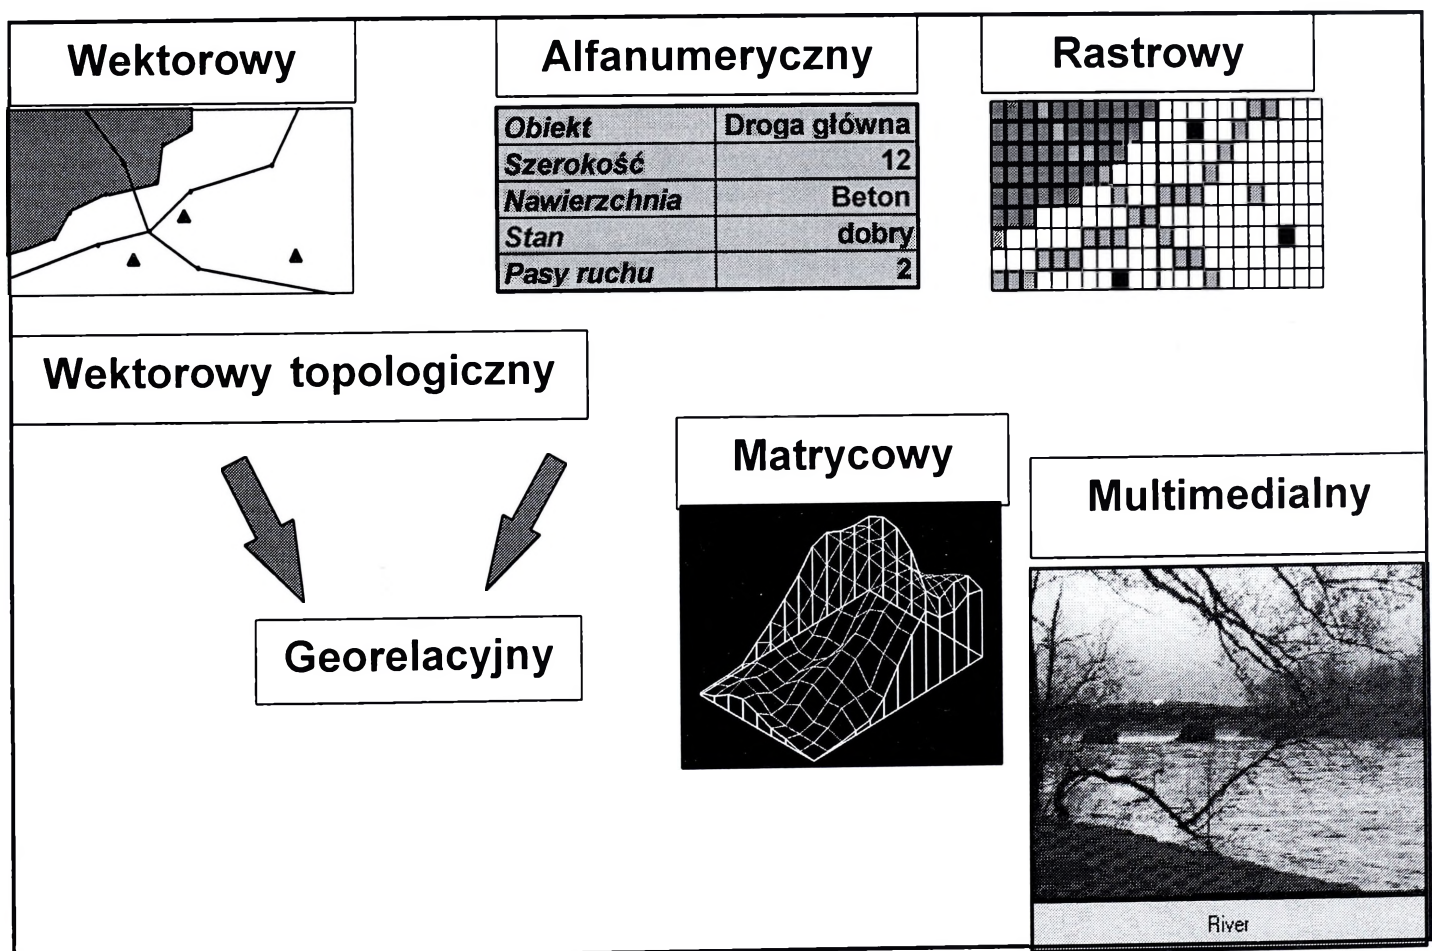 Wektorowy
Alfanumeryczny
Rastrowy
Obiekt Droga główna
Szerokość 12
Nawierzchnia Beton
Stan dobry
Pasy ruchu 2
Wektorowy topologiczny
Matrycowy
Multimedialny
Georelacyjny
River